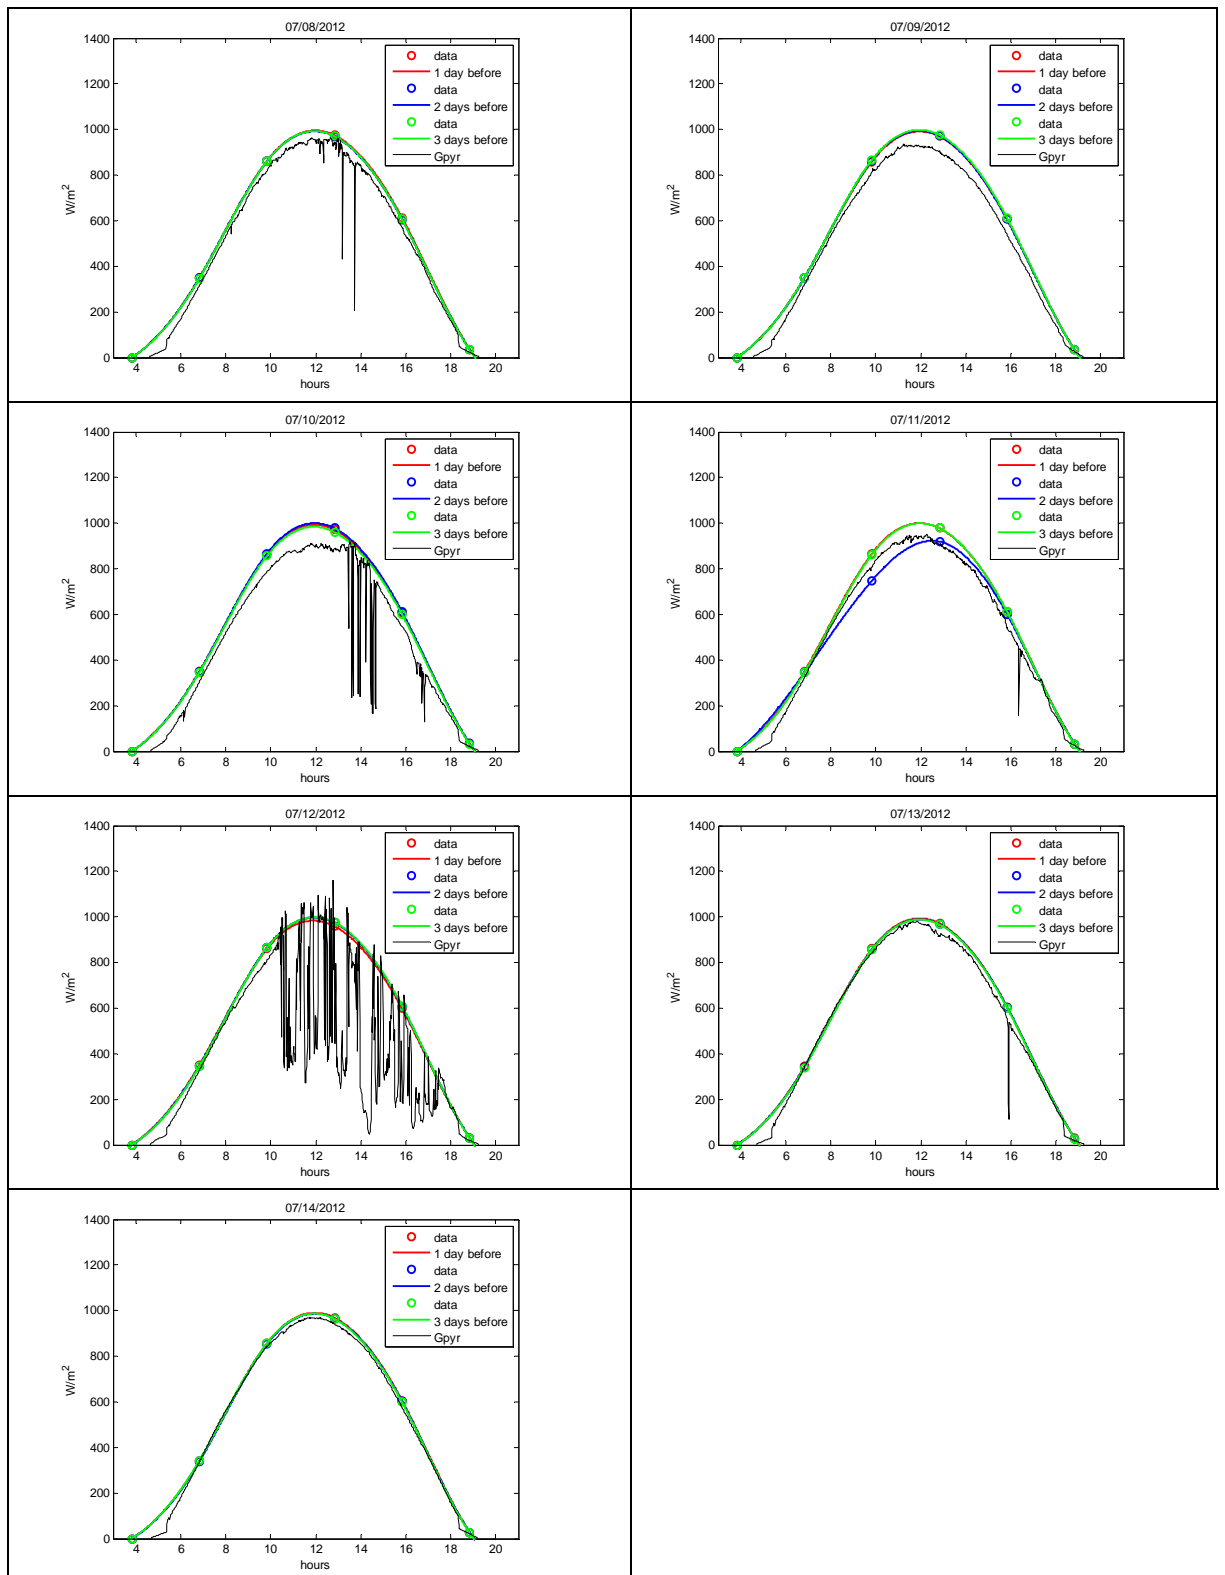 07/08/2012
1400
1200
1000
800
600
400
200
0
W/m2
4 6 8 10 12 14 16 18 20
hours
data
1 day before
data
2 days before
data
3 days before
Gpyr
07/09/2012
1400
1200
1000
800
600
400
200
0
W/m2
4 6 8 10 12 14 16 18 20
hours
data
1 day before
data
2 days before
data
3 days before
Gpyr
07/10/2012
1400
1200
1000
800
600
400
200
0
W/m2
4 6 8 10 12 14 16 18 20
hours
data
1 day before
data
2 days before
data
3 days before
Gpyr
07/11/2012
1400
1200
1000
800
600
400
200
0
W/m2
4 6 8 10 12 14 16 18 20
hours
data
1 day before
data
2 days before
data
3 days before
Gpyr
07/12/2012
1400
1200
1000
800
600
400
200
0
W/m2
4 6 8 10 12 14 16 18 20
hours
data
1 day before
data
2 days before
data
3 days before
Gpyr
07/13/2012
1400
1200
1000
800
600
400
200
0
W/m2
4 6 8 10 12 14 16 18 20
hours
data
1 day before
data
2 days before
data
3 days before
Gpyr
07/14/2012
1400
1200
1000
800
600
400
200
0
W/m2
4 6 8 10 12 14 16 18 20
hours
data
1 day before
data
2 days before
data
3 days before
Gpyr